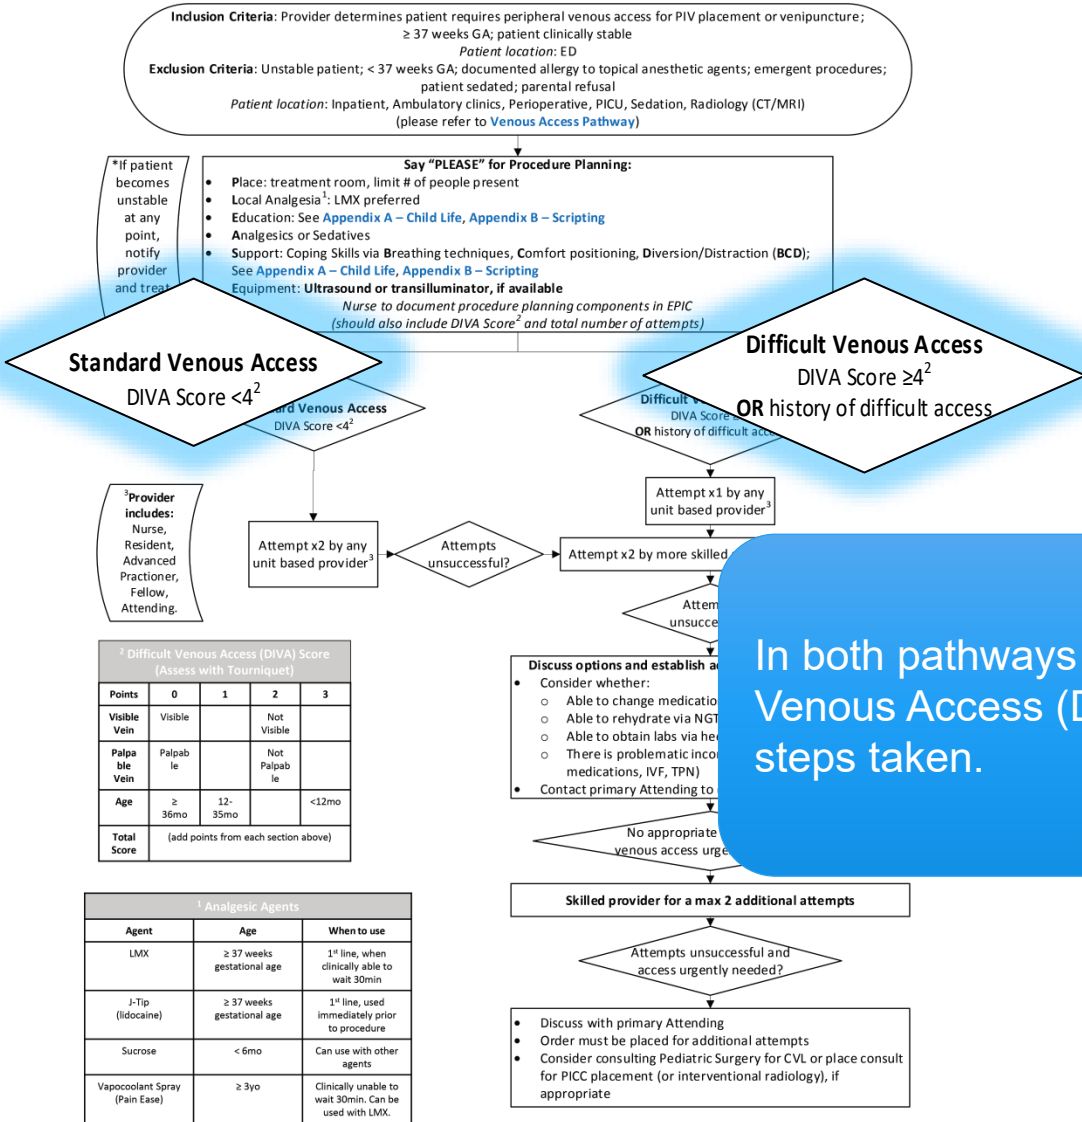 Inclusion Criteria: Provider determines patient requires peripheral venous access for PIV placement or venipuncture;
≥ 37 weeks GA; patient clinically stable
Patient location: ED
Exclusion Criteria: Unstable patient; < 37 weeks GA; documented allergy to topical anesthetic agents; emergent procedures;
patient sedated; parental refusal
Patient location: Inpatient, Ambulatory clinics, Perioperative, PICU, Sedation, Radiology (CT/MRI)
(please refer to Venous Access Pathway)
*If patient
becomes
unstable
at any
point,
notify
provider
and treat
Say “PLEASE” for Procedure Planning:
• Place: treatment room, limit # of people present
• Local Analgesia¹: LMX preferred
• Education: See Appendix A – Child Life, Appendix B – Scripting
• Analgesics or Sedatives
• Support: Coping Skills via Breathing techniques, Comfort positioning, Diversion/Distraction (BCD);
See Appendix A – Child Life, Appendix B – Scripting
Equipment: Ultrasound or transilluminator, if available
Nurse to document procedure planning components in EPIC
(should also include DIVA Score² and total number of attempts)
Standard Venous Access
DIVA Score <4²
Difficult Venous Access
DIVA Score ≥4²
OR history of difficult access
Venous Access
DIVA Score <4²
Difficult
DIVA Score
OR history of difficult
³Provider
includes:
Nurse,
Resident,
Advanced
Practioner,
Fellow,
Attending.
Attempt x2 by any
unit based provider³
Attempts
unsuccessful?
Attempt x1 by any
unit based provider³
Attempt x2 by more skilled
² Difficult Venous Access (DIVA) Score
(Assess with Tourniquet)
Points 0 1 2 3
Visible
Vein
Visible
Not
Visible
Palpa
ble
Vein
Palpab
le
Not
Palpab
le
Age
≥
36mo
12-
35mo
<12mo
Total
Score
(add points from each section above)
Discuss options and establish
• Consider whether:
o Able to change
o Able to rehydrate via NGT
o Able to obtain labs via
o There is problematic
medications, IVF, TPN)
• Contact primary Attending to
In both pathways
Venous Access (D
steps taken.
No appropriate
venous access
Skilled provider for a max 2 additional attempts
Attempts unsuccessful and
access urgently needed?
• Discuss with primary Attending
• Order must be placed for additional attempts
• Consider consulting Pediatric Surgery for CVL or place consult
for PICC placement (or interventional radiology), if
appropriate
¹ Analgesic Agents
Agent Age When to use
LMX
≥ 37 weeks
gestational age
1st line, when
clinically able to
wait 30min
J-Tip
(lidocaine)
≥ 37 weeks
gestational age
1st line, used
immediately prior
to procedure
Sucrose
< 6mo
Can use with other
agents
Vapocoolant Spray
(Pain Ease)
≥ 3yo
Clinically unable to
wait 30min. Can be
used with LMX.